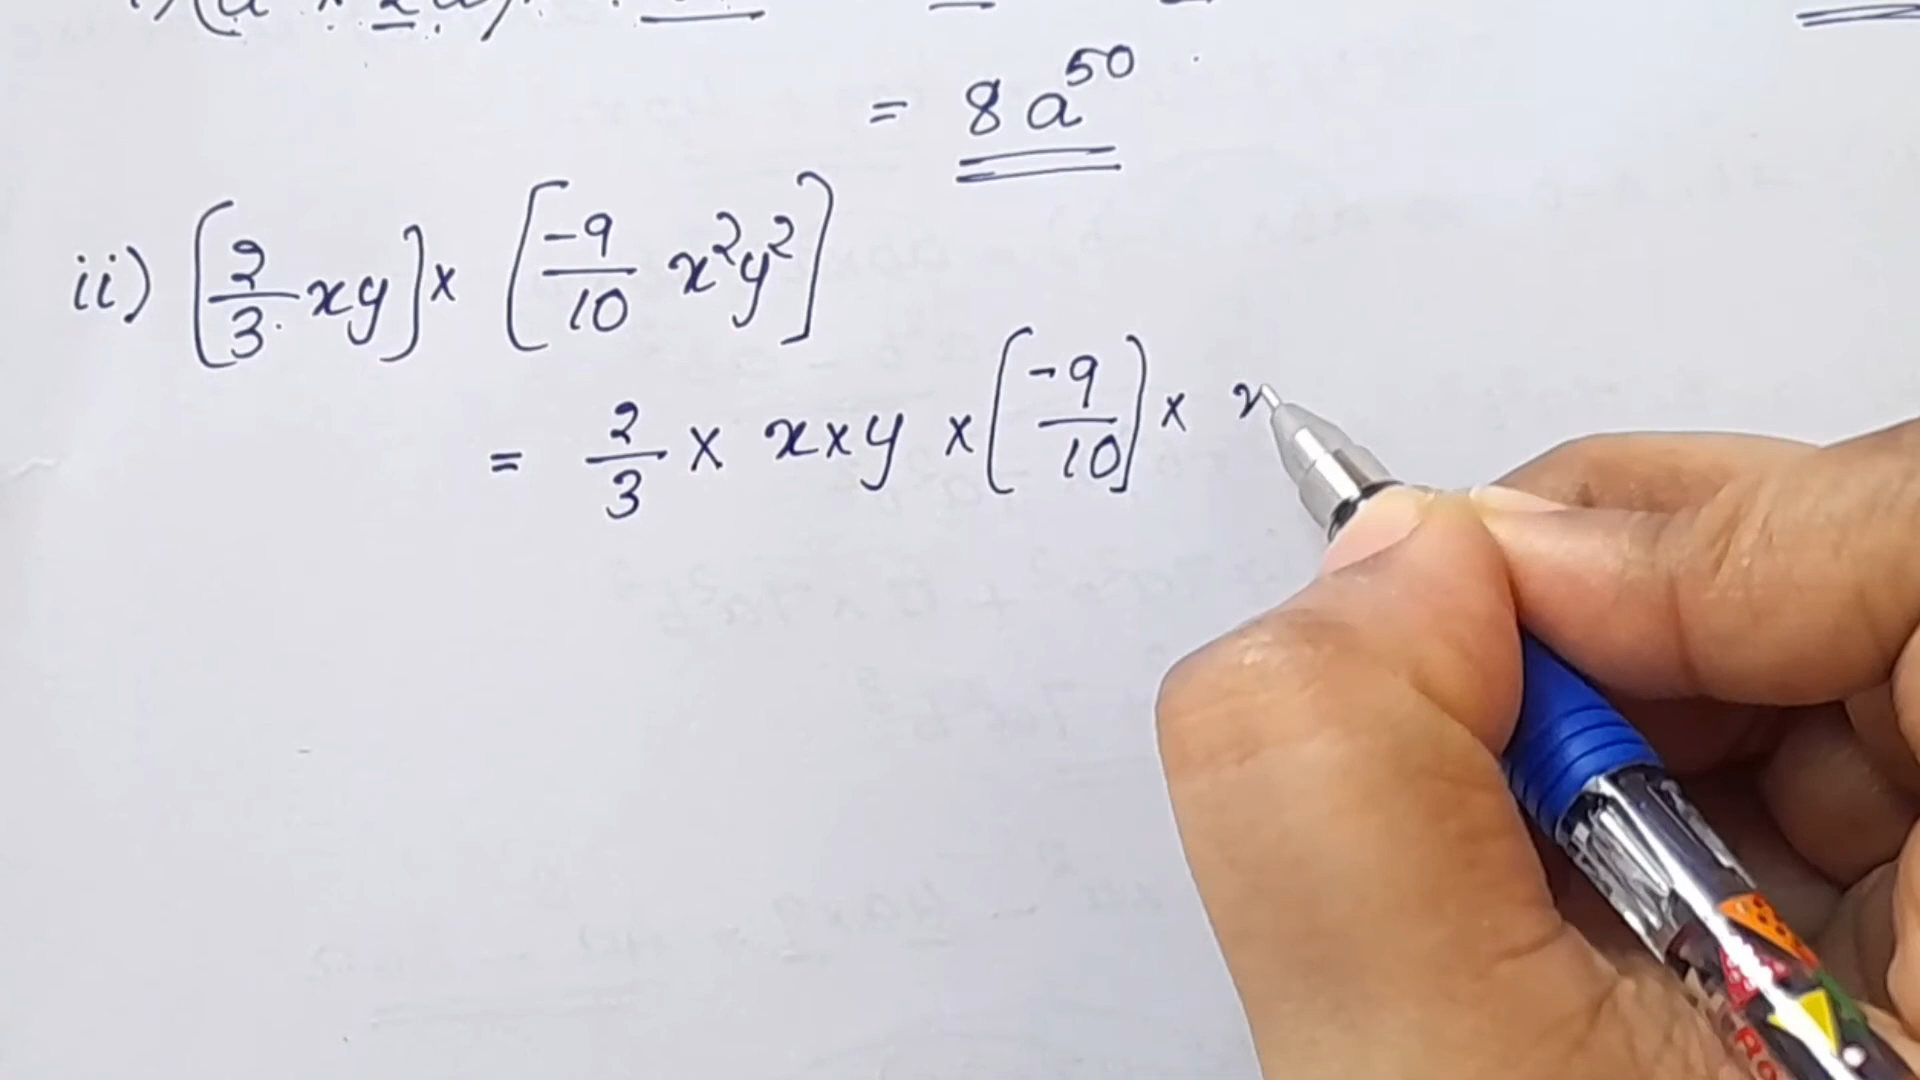 = 8a⁵⁰
ii) [2/3 xy] × [-9/10 x²y²]
= 2/3 × x×y × [-9/10] × x